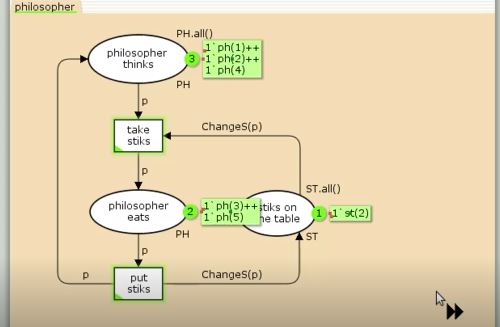 philosopher
PH.all()
philosopher
thinks
3
1`ph(1)++
1`ph(2)++
1`ph(4)
PH
p
take
stiks
ChangeS(p)
p
ST.all()
philosopher
eats
2
1`ph(3)++
1`ph(5)
PH
stiks on
he table
1
1`st(2)
ST
p
p
put
stiks
ChangeS(p)